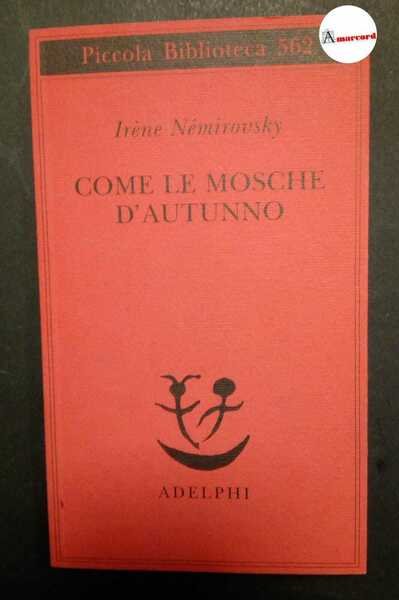 Amarcord
Piccola Biblioteca 562
Irène Némirovsky
COME LE MOSCHE
D'AUTUNNO
ADELPHI